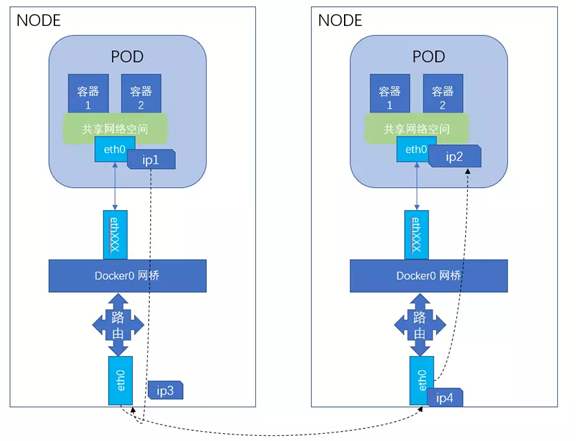 NODE
POD
容器
1
容器
2
共享网络空间
eth0
ip1
ethXXX
Docker0 网桥
路
由
eth0
ip3
NODE
POD
容器
1
容器
2
共享网络空间
eth0
ip2
ethXXX
Docker0 网桥
路
由
eth0
ip4